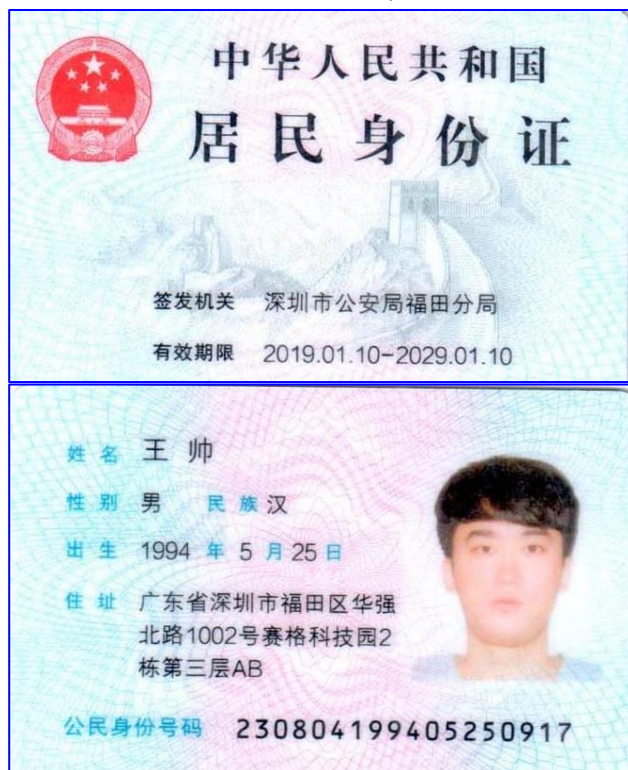 中华人民共和国
居民身份证
签发机关 深圳市公安局福田分局
有效期限 2019.01.10-2029.01.10
姓名 王帅
性别 男 民族 汉
出生 1994 年 5 月 25 日
住址 广东省深圳市福田区华强
北路1002号赛格科技园2
栋第三层AB
公民身份号码 230804199405250917